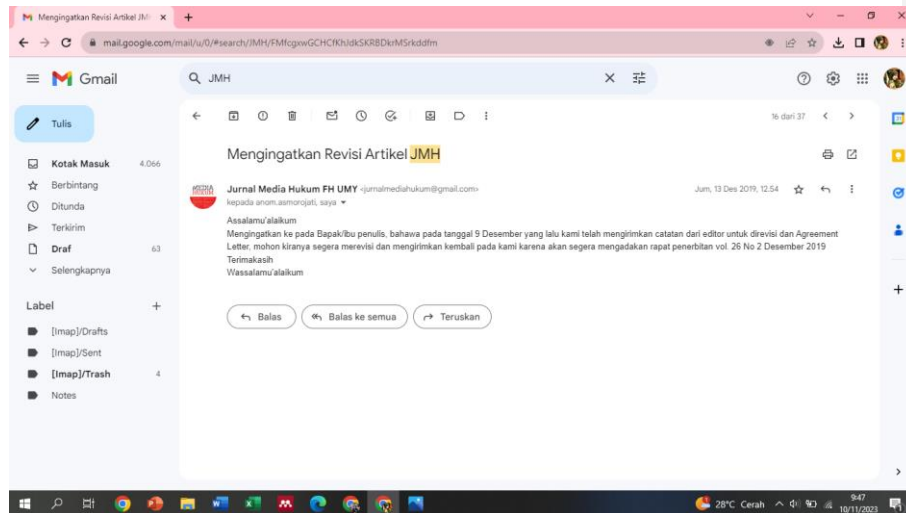 Mengingatkan Revisi Artikel JMH
mail.google.com/mail/u/0/#search/JMH/FMfcgxwGCHCfKhJdkSKRBDkrMSrkddfm
Gmail
JMH
Tulis
16 dari 37
Mengingatkan Revisi Artikel JMH
Kotak Masuk 4.066
Berbintang
Ditunda
Terkirim
Draf 63
Selengkapnya
Label
[Imap]/Drafts
[Imap]/Sent
[Imap]/Trash 4
Notes
Jurnal Media Hukum FH UMY <jurnalmediahukum@gmail.com>
Jum, 13 Des 2019, 12.54
kepada anom.asmorojati, saya
Assalamu'alaikum
Mengingatkan ke pada Bapak/ibu penulis, bahawa pada tanggal 9 Desember yang lalu kami telah mengirimkan catatan dari editor untuk direvisi dan Agreement
Letter, mohon kiranya segera merevisi dan mengirimkan kembali pada kami karena akan segera mengadakan rapat penerbitan vol. 26 No 2 Desember 2019
Terimakasih
Wassalamu'alaikum
Balas
Balas ke semua
Teruskan
28°C Cerah
9:47
10/11/2023